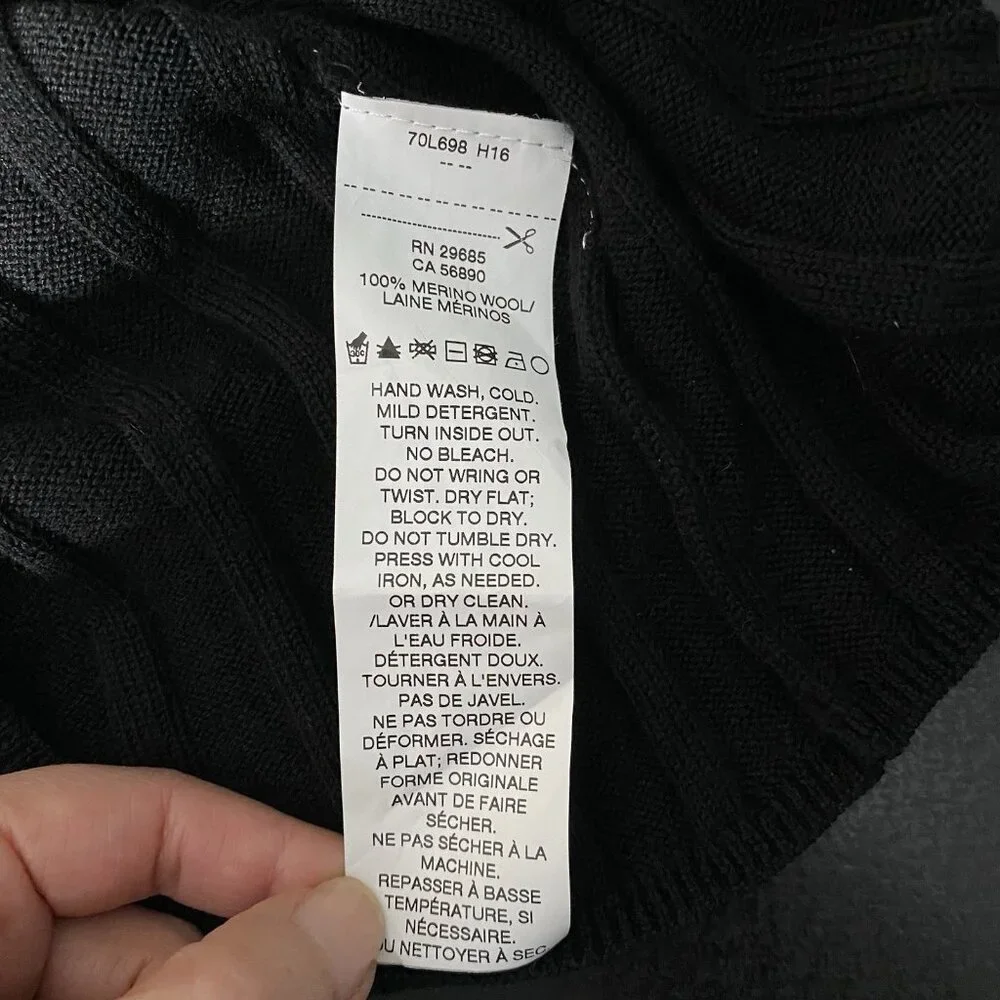 70L698 H16
-- --
RN 29685
CA 56890
100% MERINO WOOL/
LAINE MÉRINOS
HAND WASH, COLD.
MILD DETERGENT.
TURN INSIDE OUT.
NO BLEACH.
DO NOT WRING OR
TWIST. DRY FLAT;
BLOCK TO DRY.
DO NOT TUMBLE DRY.
PRESS WITH COOL
IRON, AS NEEDED.
OR DRY CLEAN.
/LAVER À LA MAIN À
L'EAU FROIDE.
DÉTERGENT DOUX.
TOURNER À L'ENVERS.
PAS DE JAVEL.
NE PAS TORDRE OU
DÉFORMER. SÉCHAGE
À PLAT; REDONNER
FORME ORIGINALE
AVANT DE FAIRE
SÉCHER.
NE PAS SÉCHER À LA
MACHINE.
REPASSER À BASSE
TEMPÉRATURE, SI
NÉCESSAIRE.
OU NETTOYER À SEC